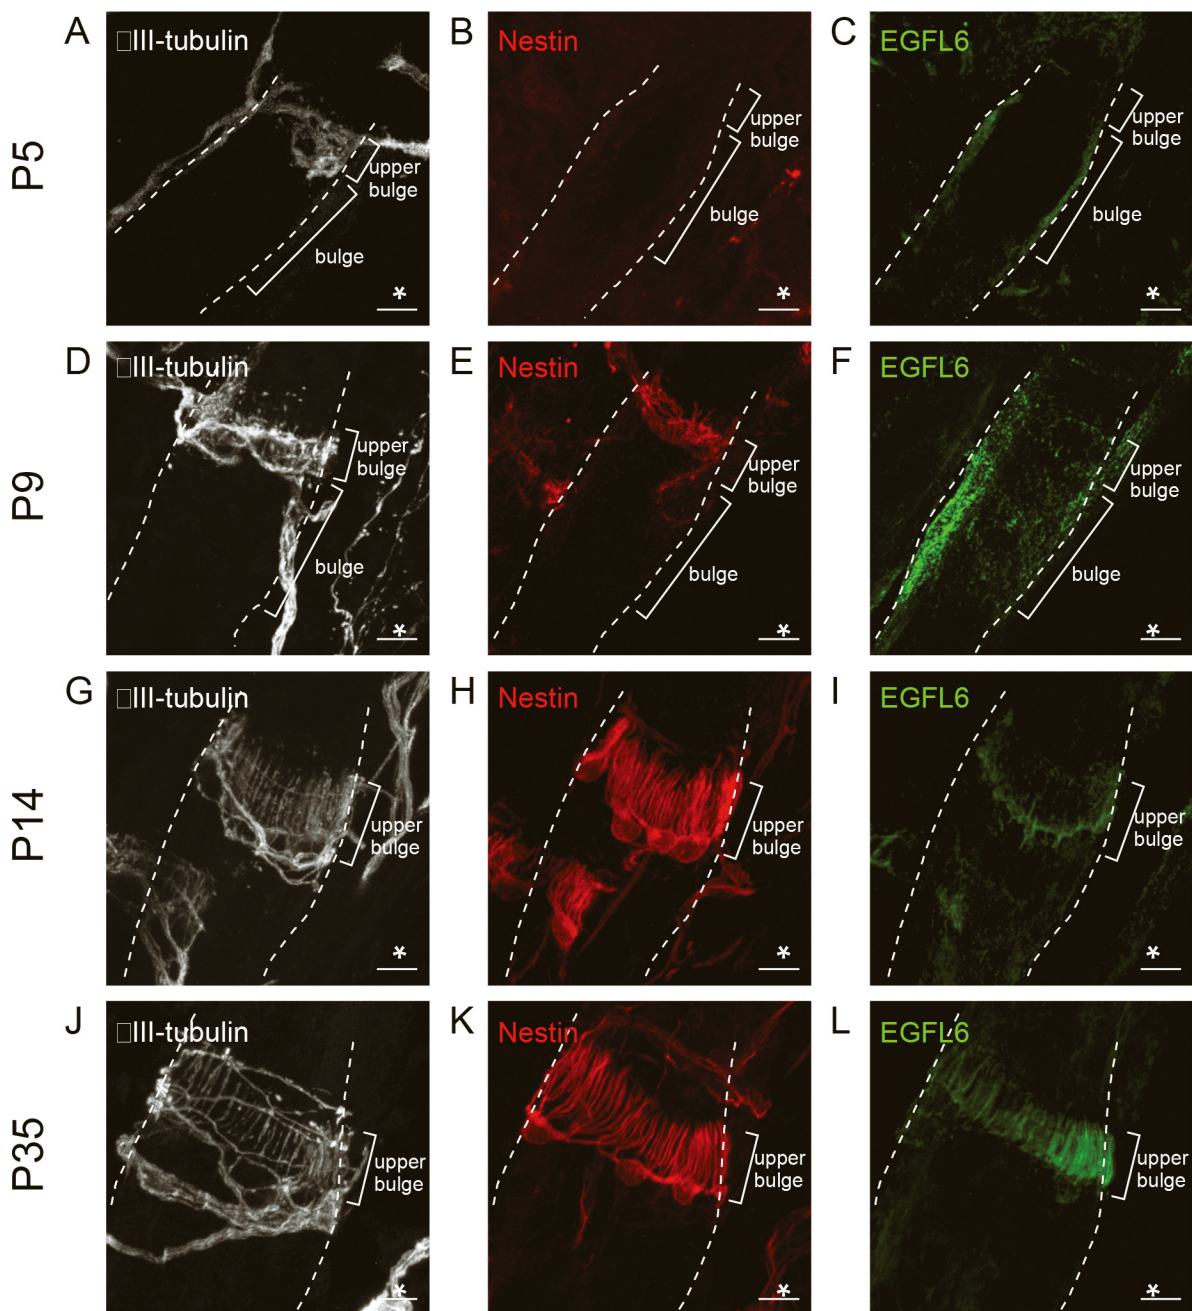 A
□III-tubulin
upper
bulge
bulge
*
B
Nestin
upper
bulge
bulge
*
C
EGFL6
upper
bulge
bulge
*
P5
D
□III-tubulin
upper
bulge
bulge
*
E
Nestin
upper
bulge
bulge
*
F
EGFL6
upper
bulge
bulge
*
P9
G
□III-tubulin
upper
bulge
*
H
Nestin
upper
bulge
*
I
EGFL6
upper
bulge
*
P14
J
□III-tubulin
upper
bulge
*
K
Nestin
upper
bulge
*
L
EGFL6
upper
bulge
*
P35